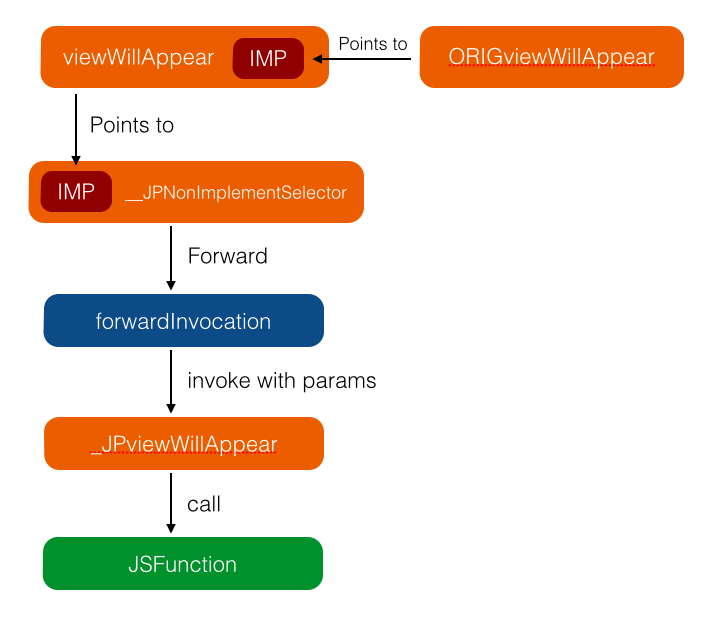 viewWillAppear IMP Points to ORIGviewWillAppear
Points to
IMP __JPNonImplementSelector
Forward
forwardInvocation
invoke with params
_JPviewWillAppear
call
JSFunction